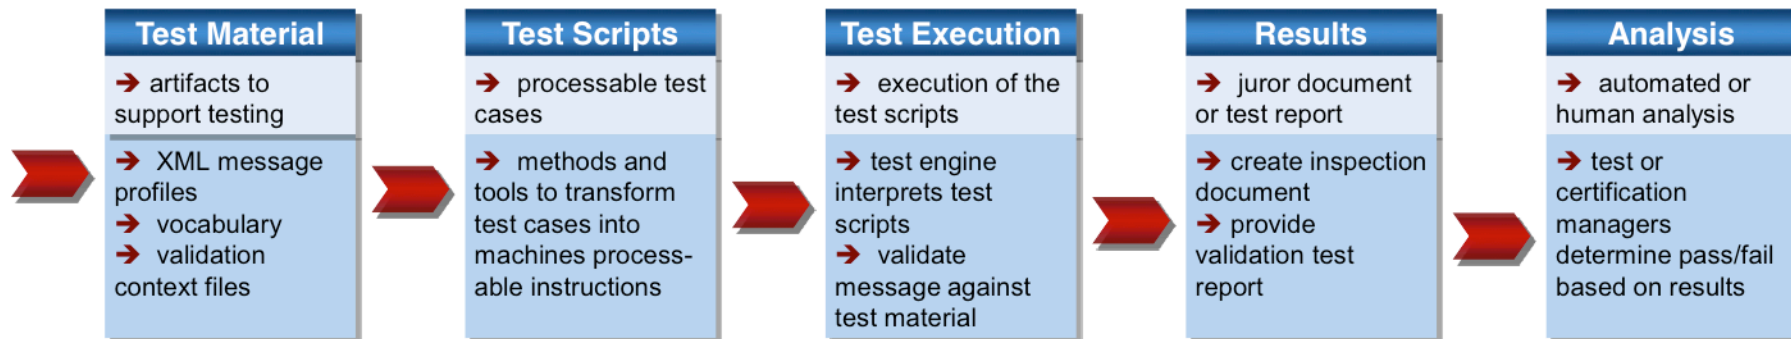 Test Material
➔ artifacts to
support testing
➔ XML message
profiles
➔ vocabulary
➔ validation
context files
Test Scripts
➔ processable test
cases
➔ methods and
tools to transform
test cases into
machines process-
able instructions
Test Execution
➔ execution of the
test scripts
➔ test engine
interprets test
scripts
➔ validate
message against
test material
Results
➔ juror document
or test report
➔ create inspection
document
➔ provide
validation test
report
Analysis
➔ automated or
human analysis
➔ test or
certification
managers
determine pass/fail
based on results